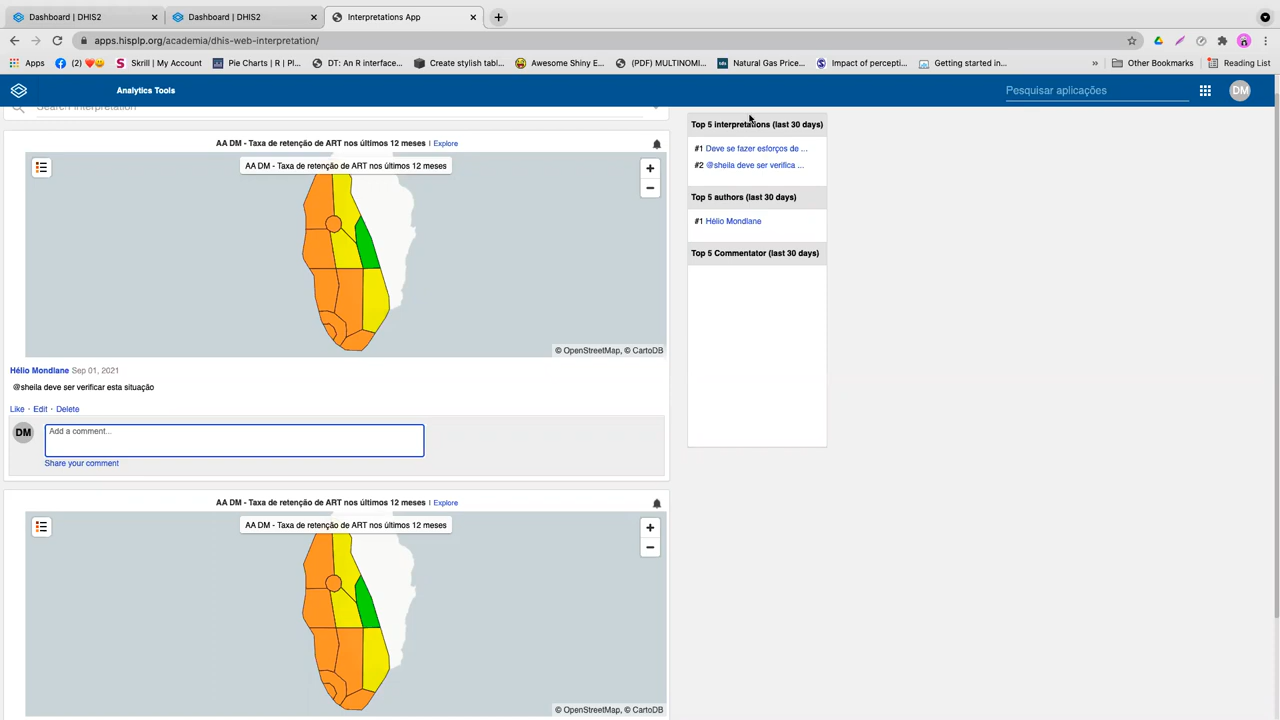 Dashboard | DHIS2
Dashboard | DHIS2
Interpretations App
apps.hisplp.org/academia/dhis-web-interpretation/
Apps
(2)
Skrill | My Account
Pie Charts | R | Pl...
DT: An R interface...
Create stylish tabl...
Awesome Shiny E...
(PDF) MULTINOMI...
Natural Gas Price...
Impact of percepti...
Getting started in...
»
Other Bookmarks
Reading List
Analytics Tools
Pesquisar aplicações
DM
Search interpretation
AA DM - Taxa de retenção de ART nos últimos 12 meses | Explore
AA DM - Taxa de retenção de ART nos últimos 12 meses
© OpenStreetMap, © CartoDB
Hélio Mondlane Sep 01, 2021
@sheila deve ser verificar esta situação
Like · Edit · Delete
DM
Add a comment...
Share your comment
AA DM - Taxa de retenção de ART nos últimos 12 meses | Explore
AA DM - Taxa de retenção de ART nos últimos 12 meses
© OpenStreetMap, © CartoDB
Top 5 interpretations (last 30 days)
#1 Deve se fazer esforços de ...
#2 @sheila deve ser verifica ...
Top 5 authors (last 30 days)
#1 Hélio Mondlane
Top 5 Commentator (last 30 days)